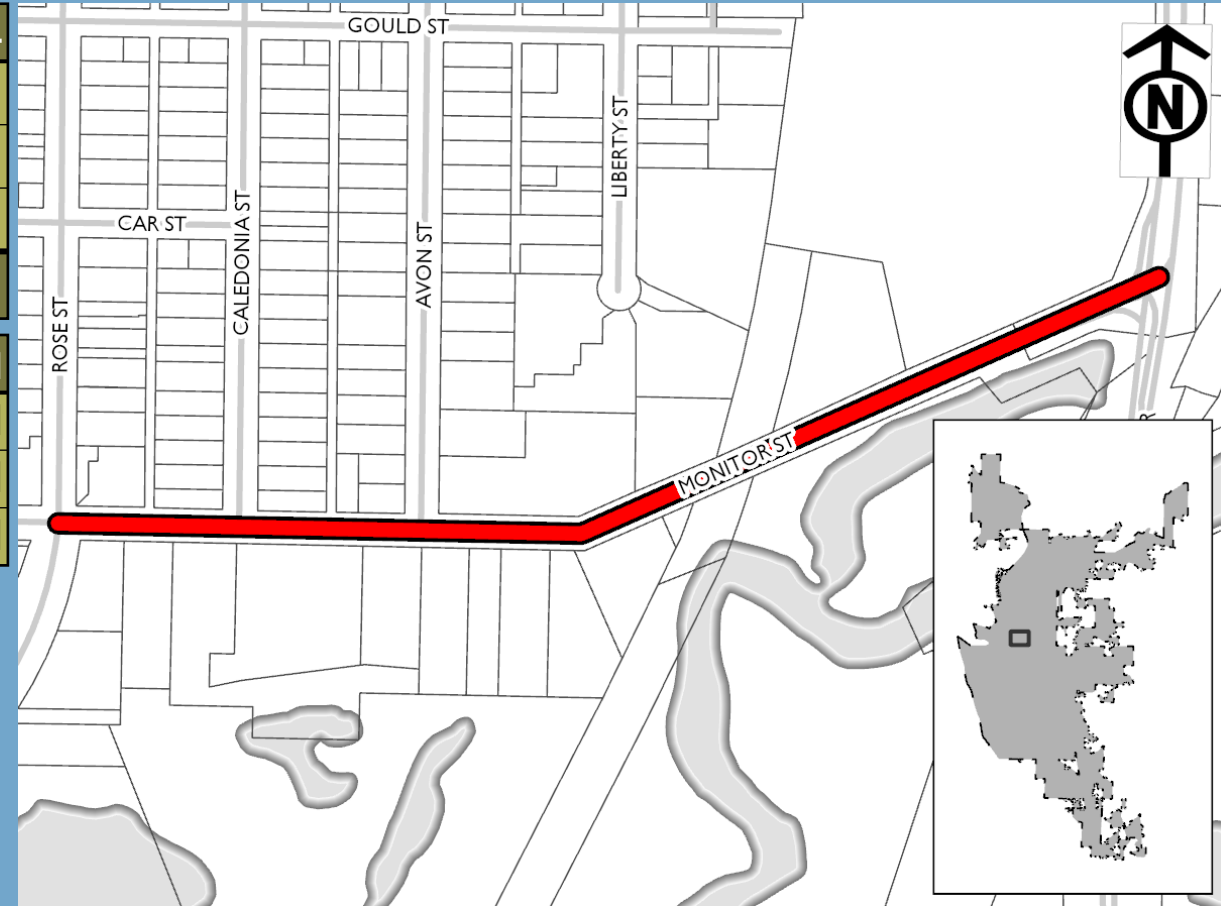 GOULD ST
N
LIBERTY ST
CAR ST
CALEDONIA ST
AVON ST
ROSE ST
MONITOR ST